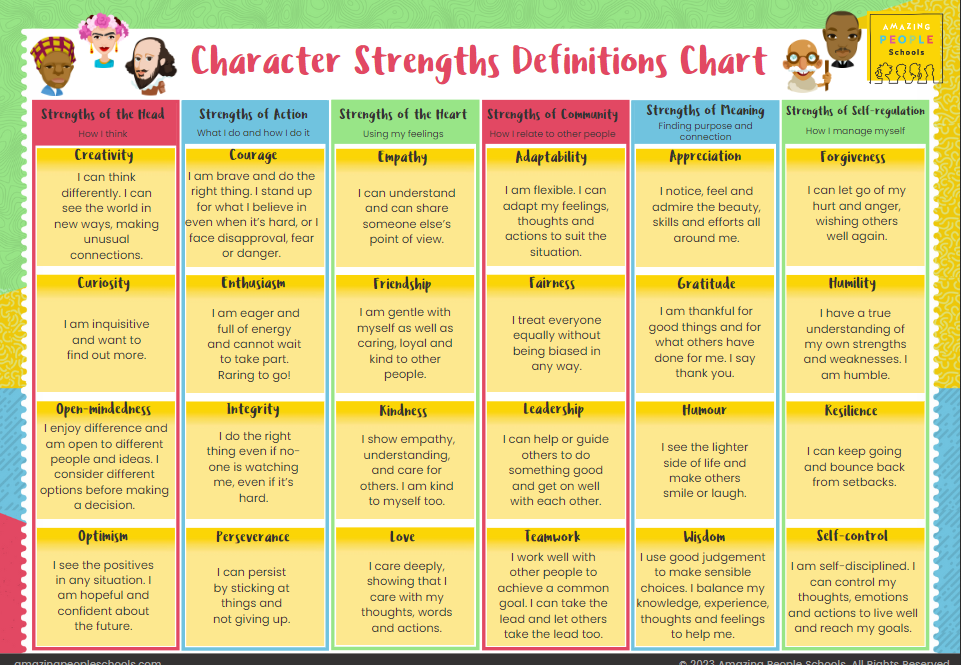 Character Strengths Definitions Chart
AMAZING
PEOPLE
Schools
Strengths of the Head
How I think
Creativity
I can think
differently. I can
see the world in
new ways, making
unusual
connections.
Curiosity
I am inquisitive
and want to
find out more.
Open-mindedness
I enjoy difference and
am open to different
people and ideas. I
consider different
options before making
a decision.
Optimism
I see the positives
in any situation. I
am hopeful and
confident about
the future.
Strengths of Action
What I do and how I do it
Courage
I am brave and do the
right thing. I stand up
for what I believe in
even when it's hard, or I
face disapproval, fear
or danger.
Enthusiasm
I am eager and
full of energy
and cannot wait
to take part.
Raring to go!
Integrity
I do the right
thing even if no-
one is watching
me, even if it's
hard.
Perseverance
I can persist
by sticking at
things and
not giving up.
Strengths of the Heart
Using my feelings
Empathy
I can understand
and can share
someone else's
point of view.
Friendship
I am gentle with
myself as well as
caring, loyal and
kind to other
people.
Kindness
I show empathy,
understanding,
and care for
others. I am kind
to myself too.
Love
I care deeply,
showing that I
care with my
thoughts, words
and actions.
Strengths of Community
How I relate to other people
Adaptability
I am flexible. I can
adapt my feelings,
thoughts and
actions to suit the
situation.
Fairness
I treat everyone
equally without
being biased in
any way.
Leadership
I can help or guide
others to do
something good
and get on well
with each other.
Teamwork
I work well with
other people to
achieve a common
goal. I can take the
lead and let others
take the lead too.
Strengths of Meaning
Finding purpose and
connection
Appreciation
I notice, feel and
admire the beauty,
skills and efforts all
around me.
Gratitude
I am thankful for
good things and for
what others have
done for me. I say
thank you.
Humour
I see the lighter
side of life and
make others
smile or laugh.
Wisdom
I use good judgement
to make sensible
choices. I balance my
knowledge, experience,
thoughts and feelings
to help me.
Strengths of Self-regulation
How I manage myself
Forgiveness
I can let go of my
hurt and anger,
wishing others
well again.
Humility
I have a true
understanding of
my own strengths
and weaknesses. I
am humble.
Resilience
I can keep going
and bounce back
from setbacks.
Self-control
I am self-disciplined. I
can control my
thoughts, emotions
and actions to live well
and reach my goals.
amazingpeopleschools.com
© 2023 Amazing People Schools. All Rights Reserved